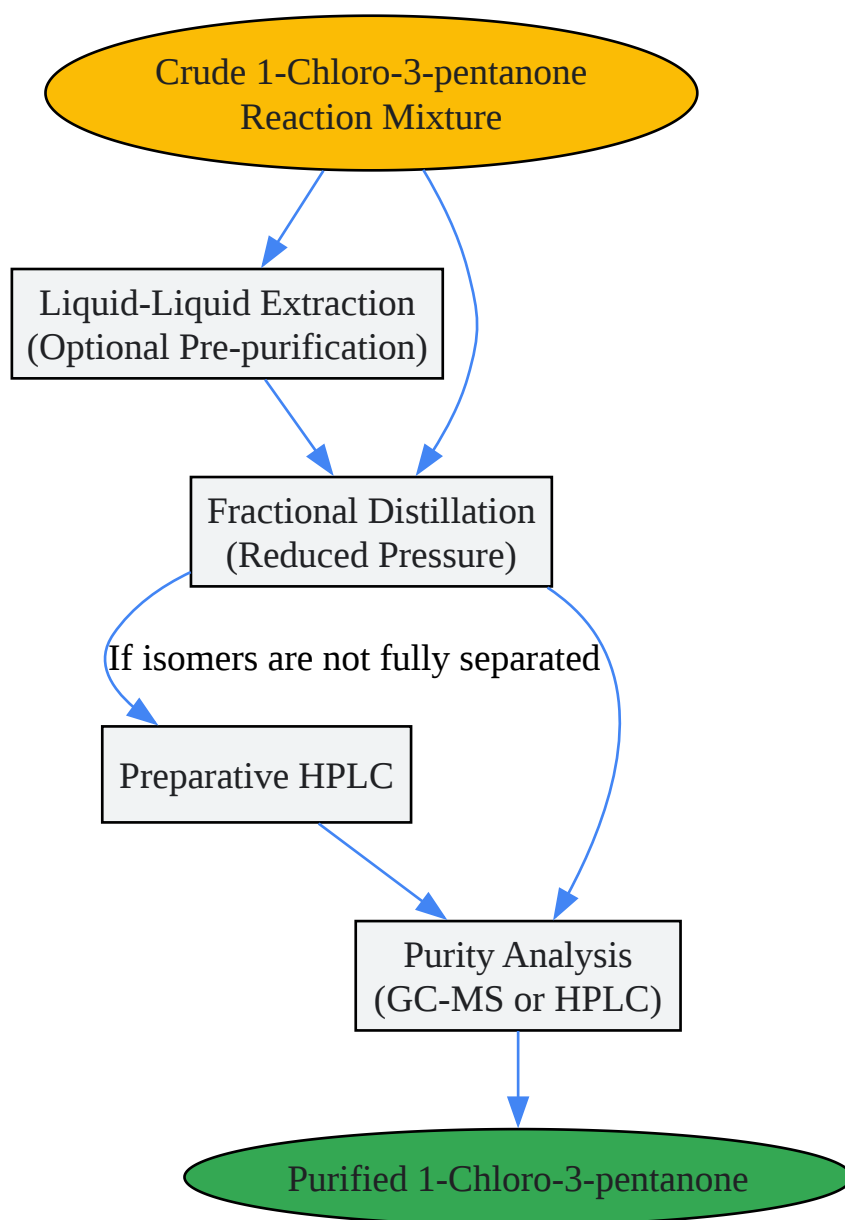 Crude 1-Chloro-3-pentanone
Reaction Mixture
Liquid-Liquid Extraction
(Optional Pre-purification)
Fractional Distillation
(Reduced Pressure)
If isomers are not fully separated
Preparative HPLC
Purity Analysis
(GC-MS or HPLC)
Purified 1-Chloro-3-pentanone